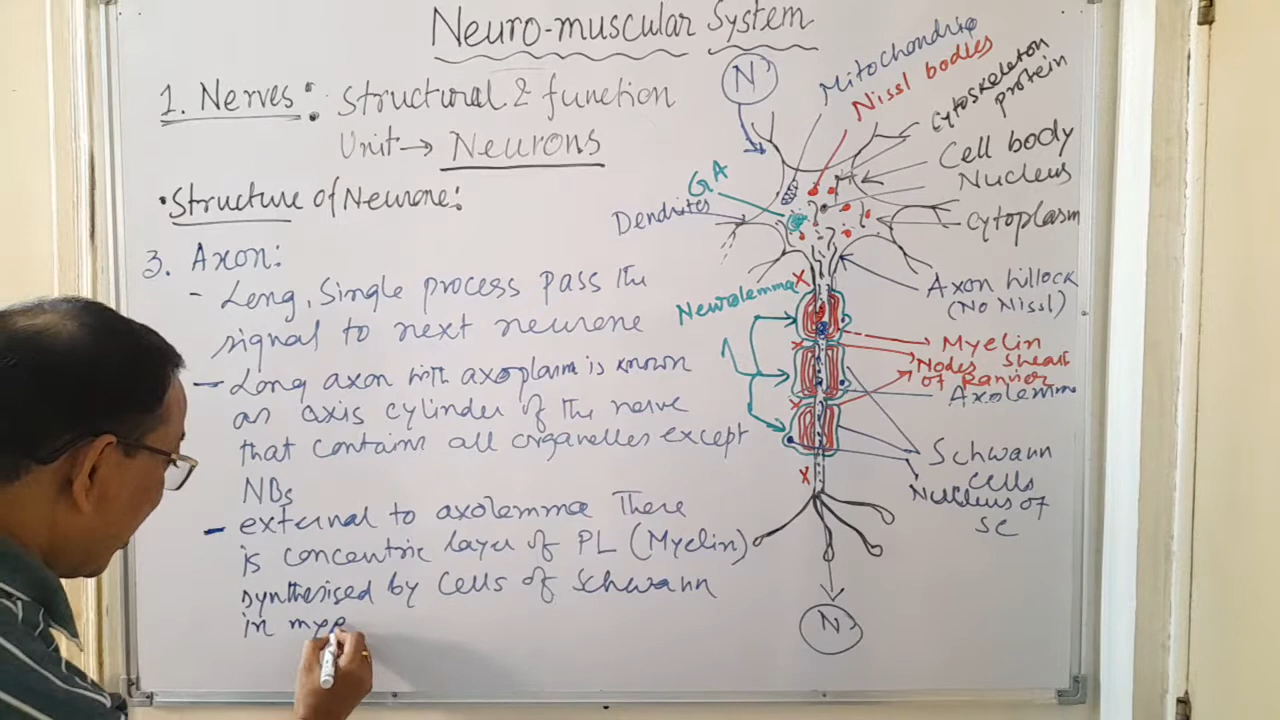 Neuro-muscular System
1. Nerves: Structural & function
Unit → Neurons
•Structure of Neurone:
3. Axon:
- Long, Single process pass the
signal to next neurone
- Long axon with axoplasm is known
as axis cylinder of the nerve
that contains all organelles except
NBs
- external to axolemma There
is concentric layer of PL (Myelin)
synthesised by Cells of Schwann
in mye
N
Mitochondria
Nissl bodies
Cytoskeleton
protein
Cell body
Nucleus
Cytoplasm
GA
Dendrites
Axon hillock
(No Nissl)
Neurolemma
X
X
X
X
Myelin
Sheath
Nodes
of Ranvier
Axolemma
Schwann
Cells
Nucleus of
SC
N